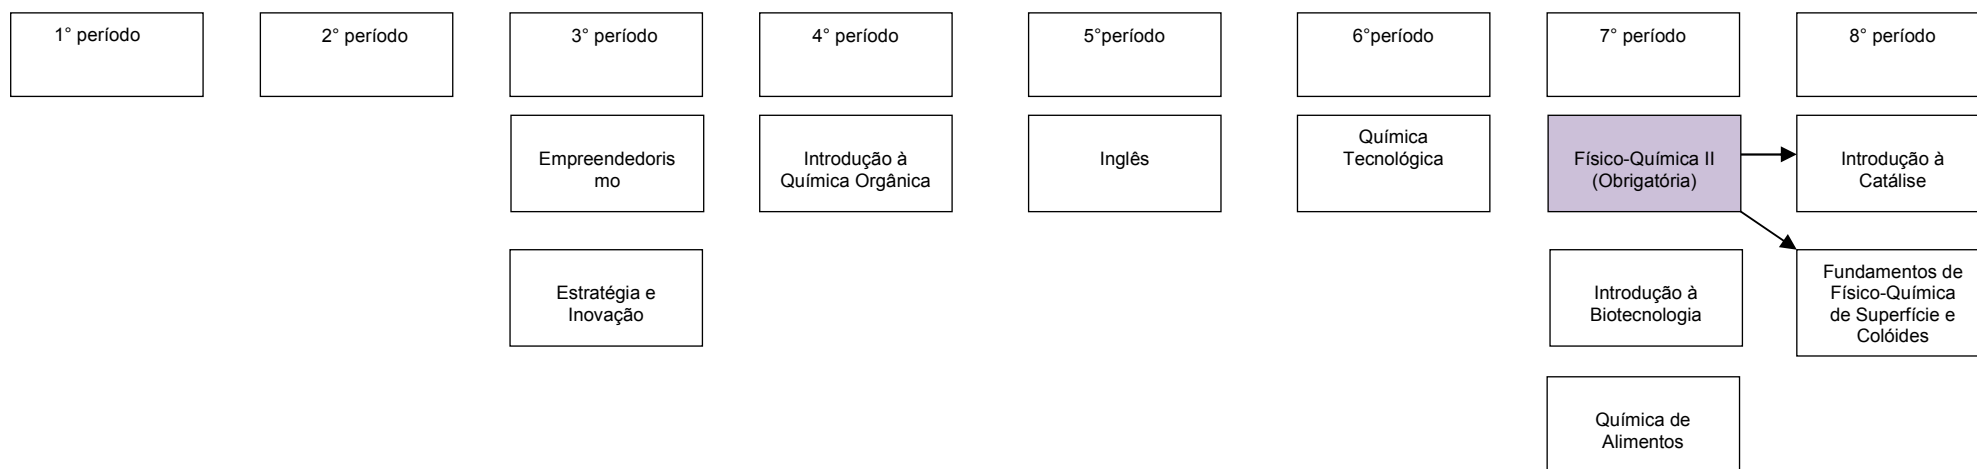 1° período
2° período
3° período
4° período
5°período
6°período
7° período
8° período
Empreendedoris
mo
Introdução à
Química Orgânica
Inglês
Química
Tecnológica
Físico-Química II
(Obrigatória)
Introdução à
Catálise
Estratégia e
Inovação
Introdução à
Biotecnologia
Fundamentos de
Físico-Química
de Superfície e
Colóides
Química de
Alimentos